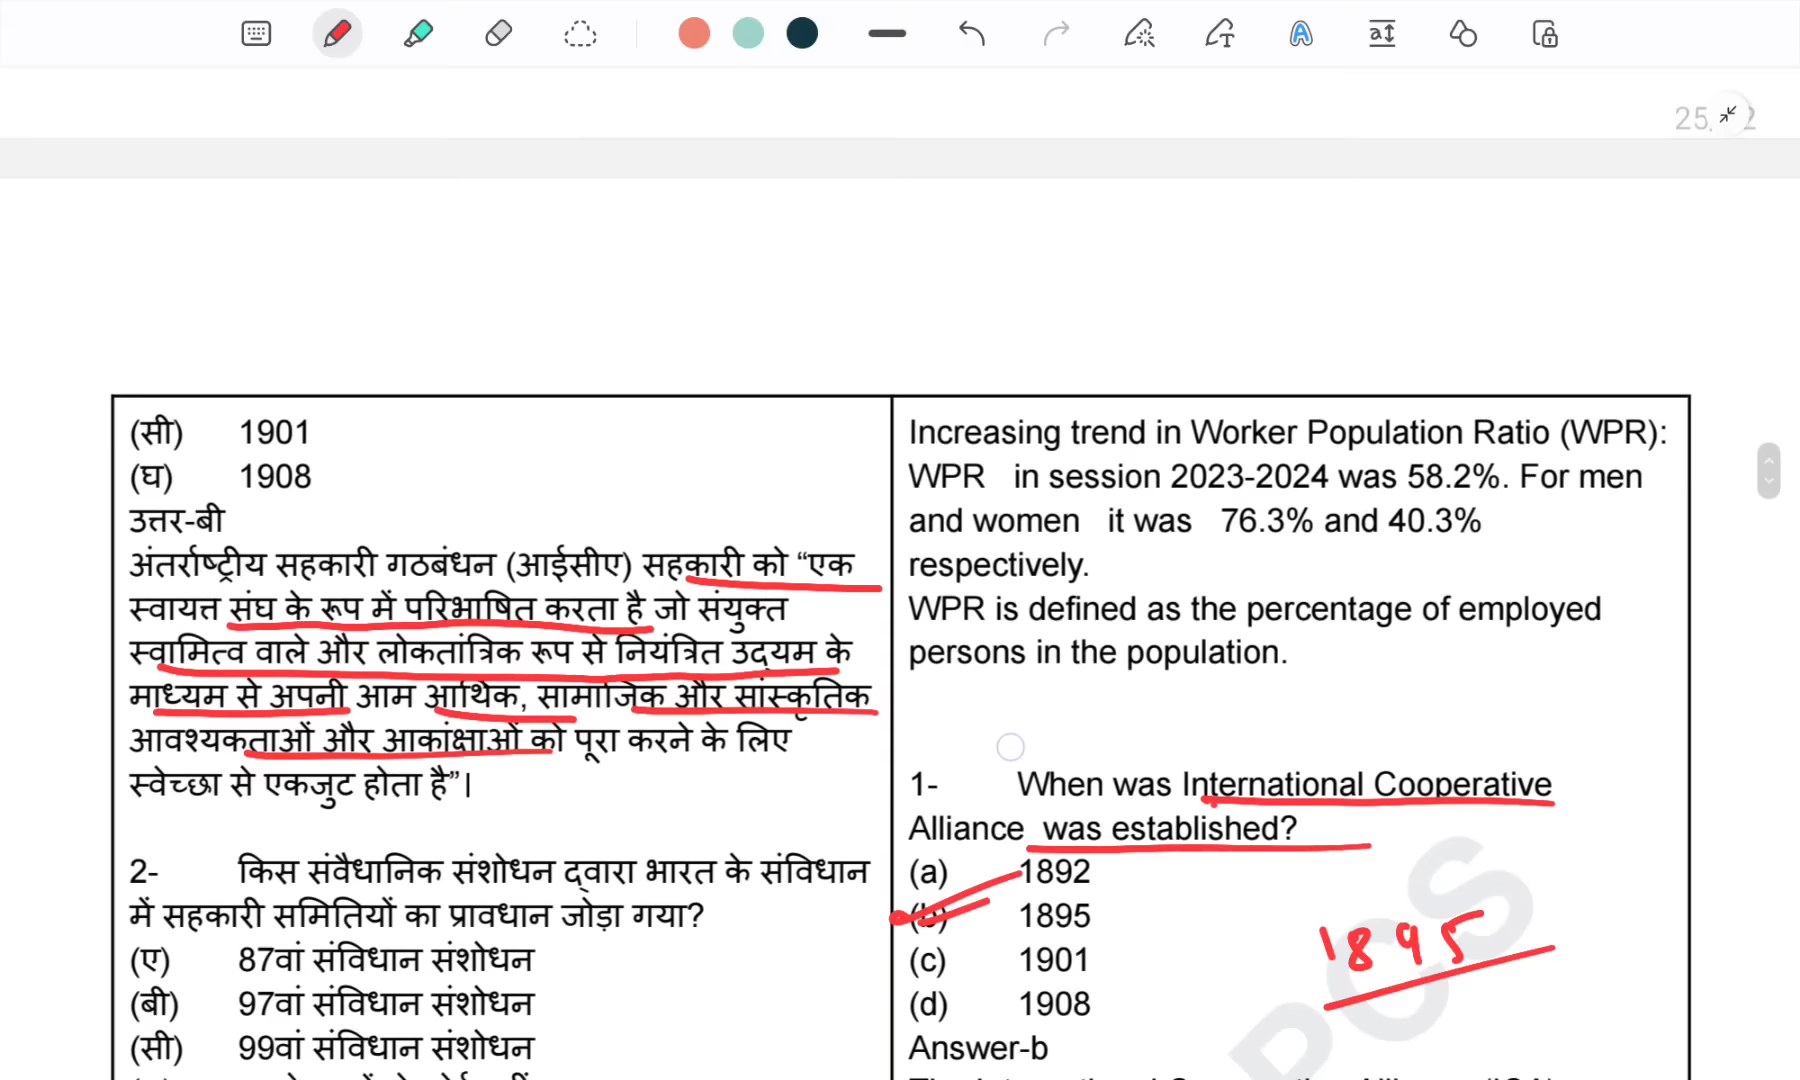 25
(सी) 1901
(घ) 1908
उत्तर-बी
अंतर्राष्ट्रीय सहकारी गठबंधन (आईसीए) सहकारी को “एक
स्वायत्त संघ के रूप में परिभाषित करता है जो संयुक्त
स्वामित्व वाले और लोकतांत्रिक रूप से नियंत्रित उद्यम के
माध्यम से अपनी आम आर्थिक, सामाजिक और सांस्कृतिक
आवश्यकताओं और आकांक्षाओं को पूरा करने के लिए
स्वेच्छा से एकजुट होता है”।
2- किस संवैधानिक संशोधन द्वारा भारत के संविधान
में सहकारी समितियों का प्रावधान जोड़ा गया?
(ए) 87वां संविधान संशोधन
(बी) 97वां संविधान संशोधन
(सी) 99वां संविधान संशोधन
Increasing trend in Worker Population Ratio (WPR):
WPR in session 2023-2024 was 58.2%. For men
and women it was 76.3% and 40.3%
respectively.
WPR is defined as the percentage of employed
persons in the population.
1- When was International Cooperative
Alliance was established?
(a) 1892
(b) 1895
(c) 1901
(d) 1908
1895
Answer-b
PCS